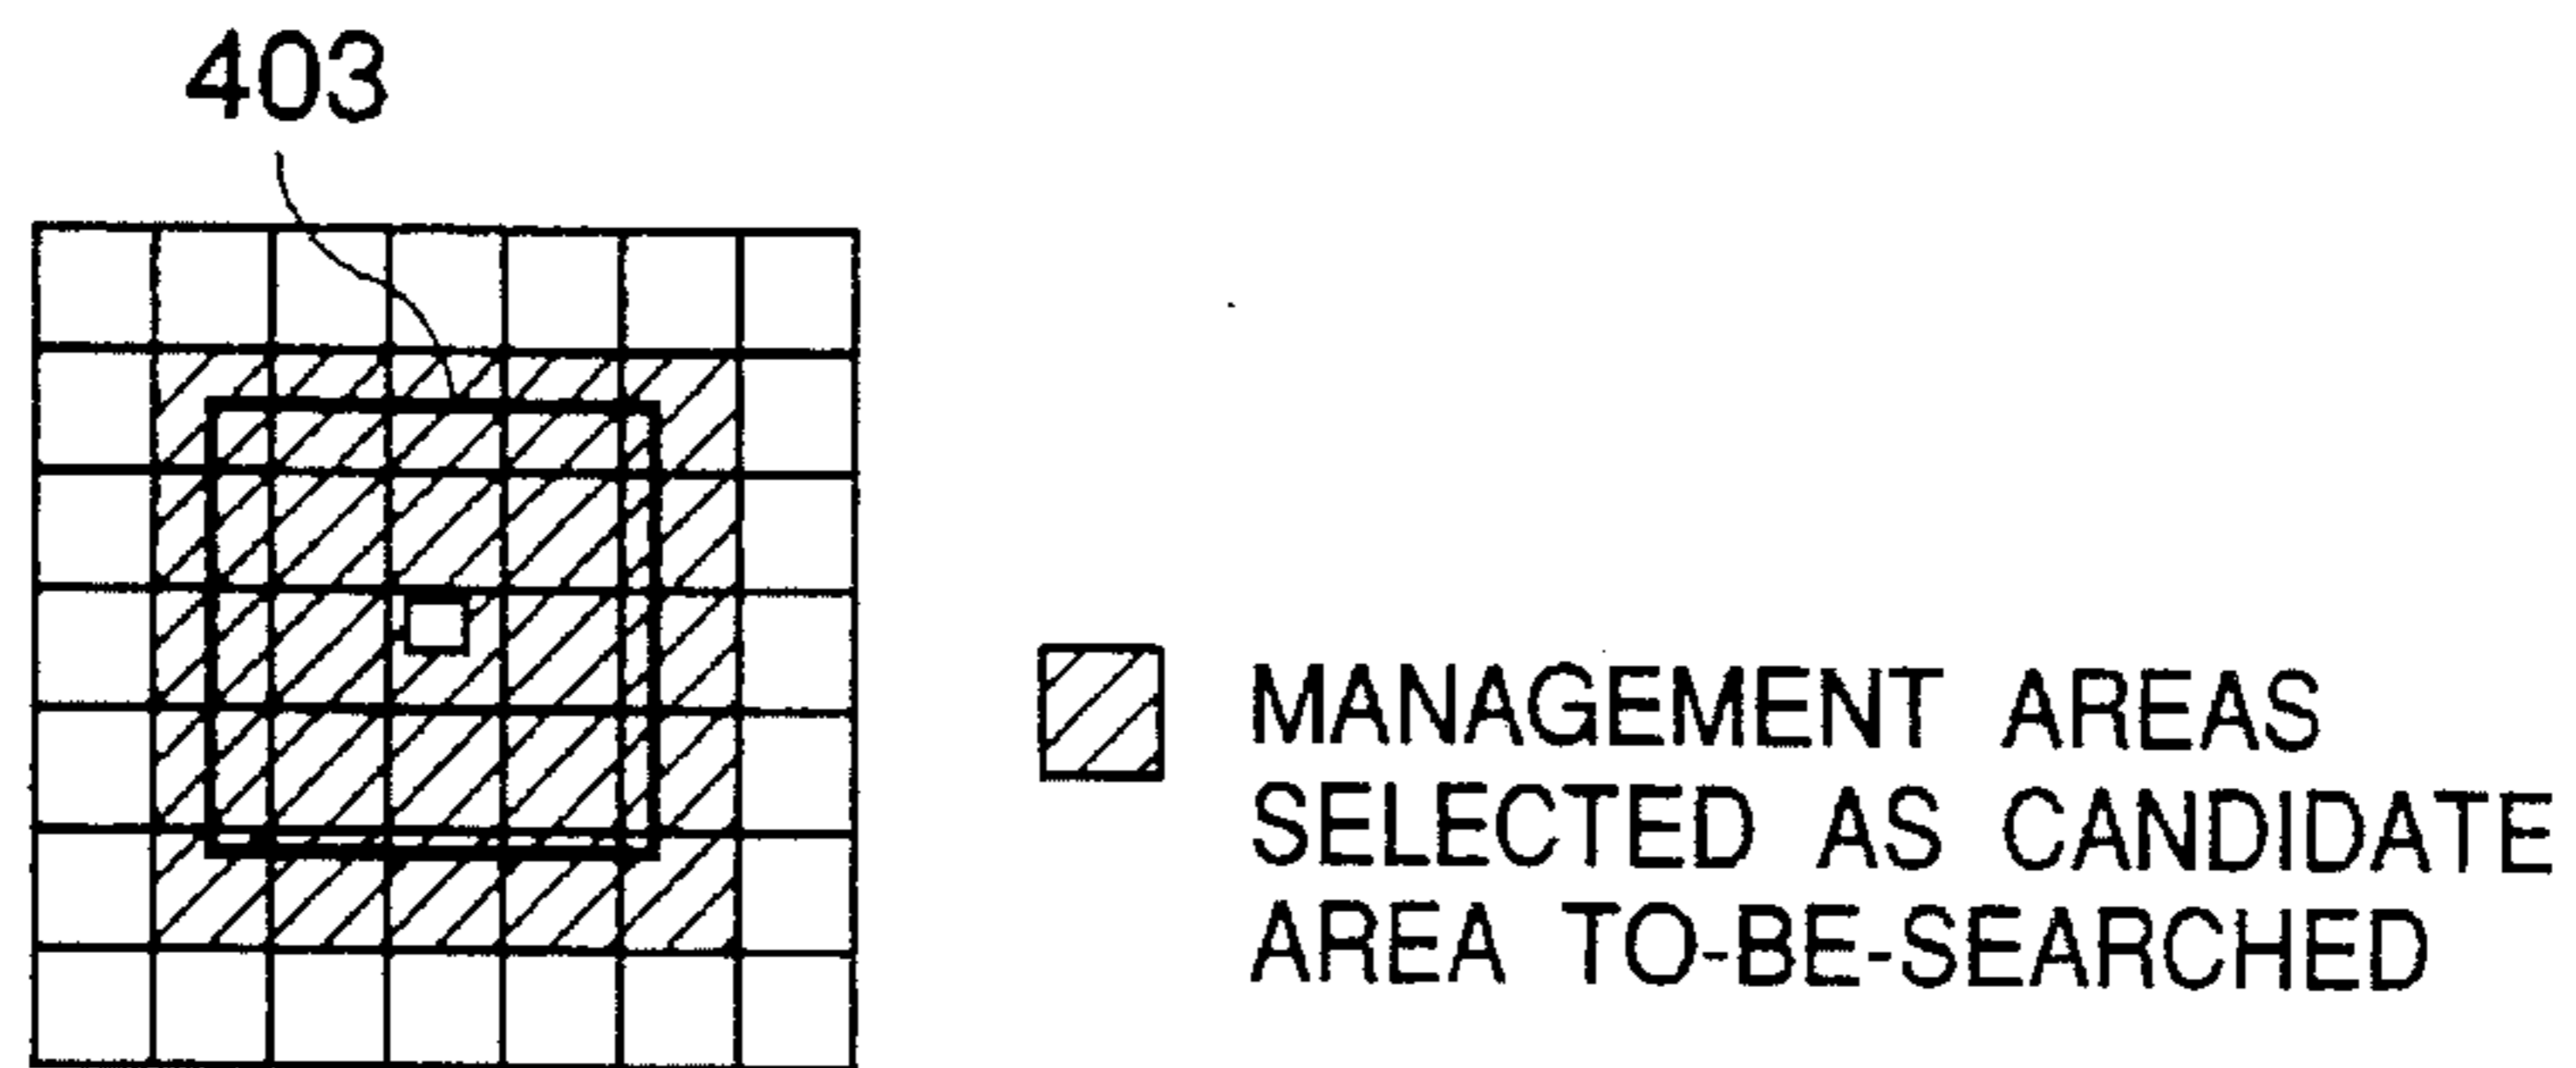 403
MANAGEMENT AREAS
SELECTED AS CANDIDATE
AREA TO-BE-SEARCHED